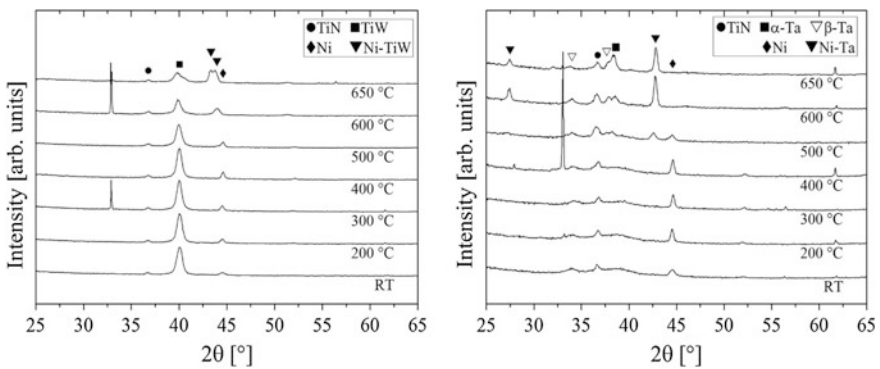 ● TiN ■ TiW
♦ Ni ▼ Ni-TiW
650 °C
600 °C
500 °C
400 °C
300 °C
200 °C
RT
Intensity [arb. units]
25 30 35 40 45 50 55 60 65
2θ [°]
● TiN ■ α-Ta ▽ β-Ta
♦ Ni ▼ Ni-Ta
650 °C
600 °C
500 °C
400 °C
300 °C
200 °C
RT
Intensity [arb. units]
25 30 35 40 45 50 55 60 65
2θ [°]